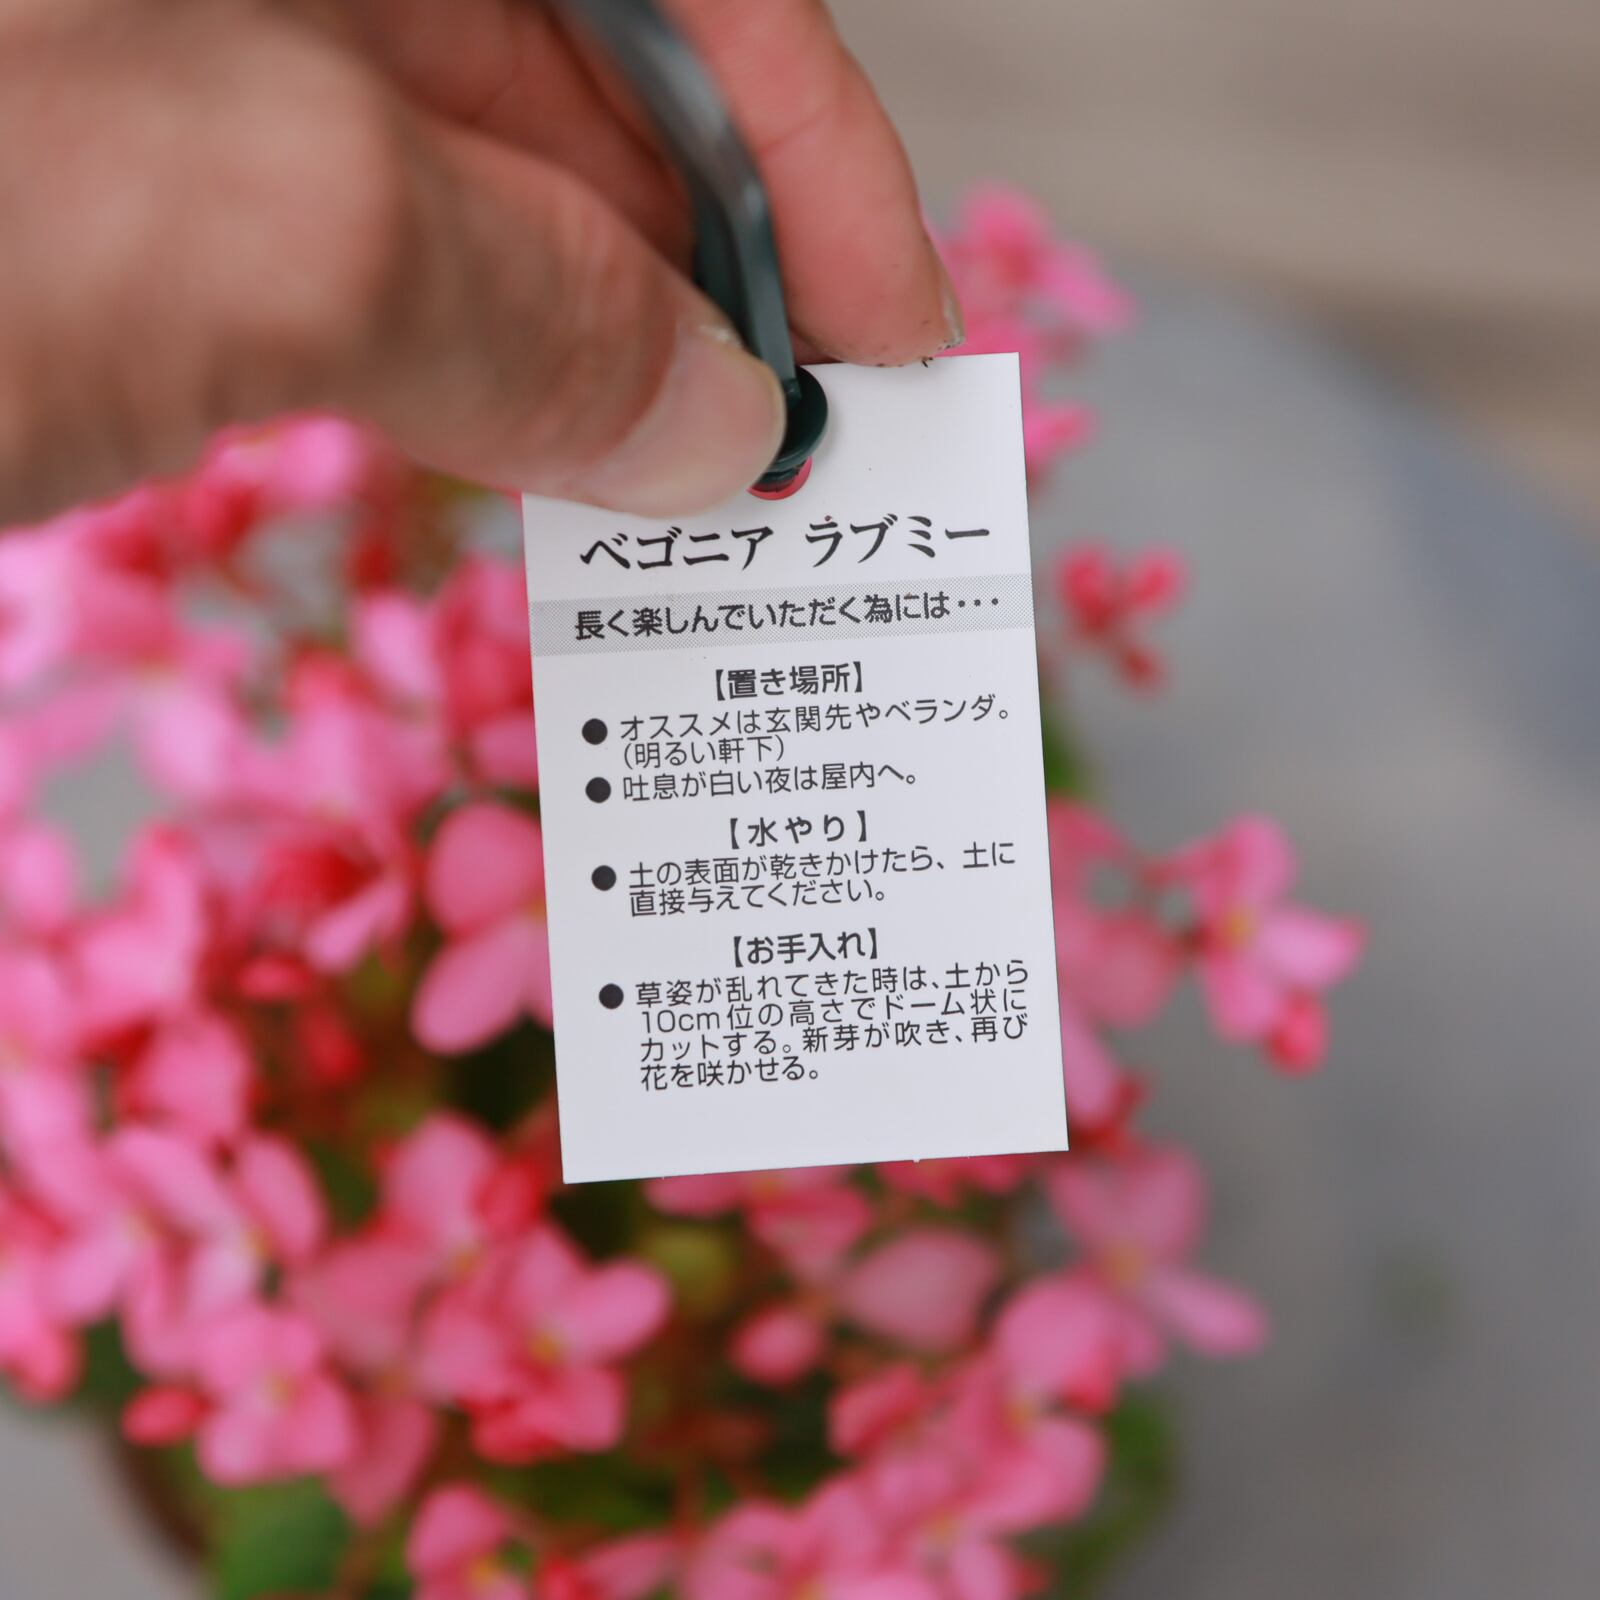 ベゴニア ラブミー
長く楽しんでいただく為には・・・
【置き場所】
●オススメは玄関先やベランダ。
(明るい軒下)
●吐息が白い夜は屋内へ。
【水やり】
●土の表面が乾きかけたら、土に
直接与えてください。
【お手入れ】
●草姿が乱れてきた時は、土から
10cm位の高さでドーム状に
カットする。新芽が吹き、再び
花を咲かせる。